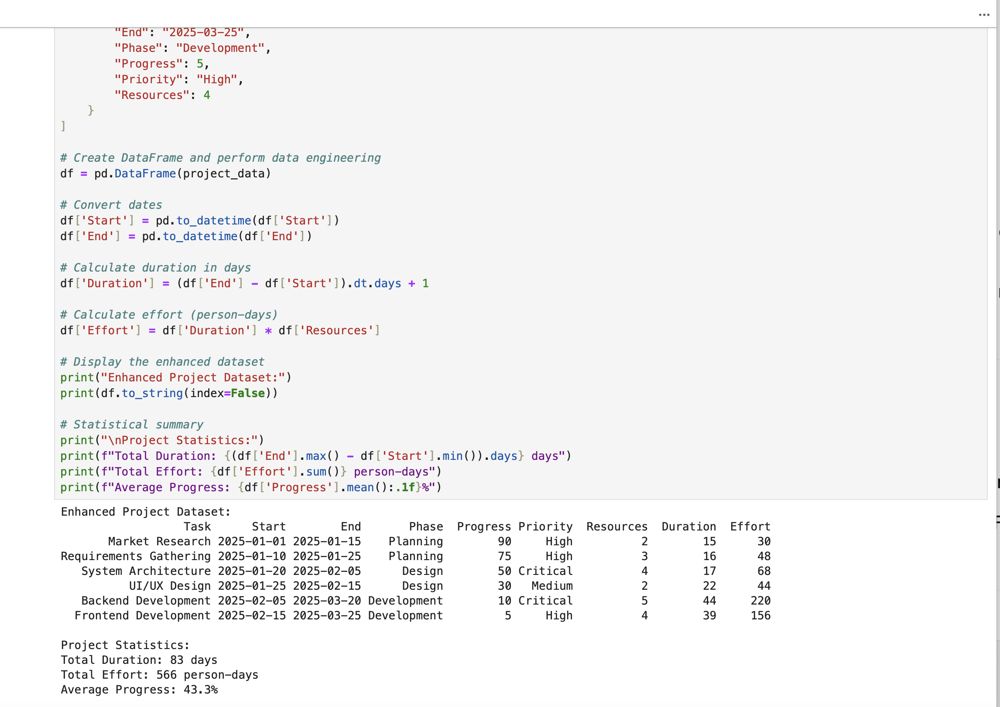 "End": "2025-03-25",
"Phase": "Development",
"Progress": 5,
"Priority": "High",
"Resources": 4
}
]
# Create DataFrame and perform data engineering
df = pd.DataFrame(project_data)
# Convert dates
df['Start'] = pd.to_datetime(df['Start'])
df['End'] = pd.to_datetime(df['End'])
# Calculate duration in days
df['Duration'] = (df['End'] - df['Start']).dt.days + 1
# Calculate effort (person-days)
df['Effort'] = df['Duration'] * df['Resources']
# Display the enhanced dataset
print("Enhanced Project Dataset:")
print(df.to_string(index=False))
# Statistical summary
print("\nProject Statistics:")
print(f"Total Duration: {(df['End'].max() - df['Start'].min()).days} days")
print(f"Total Effort: {df['Effort'].sum()} person-days")
print(f"Average Progress: {df['Progress'].mean():.1f}%")
Enhanced Project Dataset:
Task Start End Phase Progress Priority Resources Duration Effort
Market Research 2025-01-01 2025-01-15 Planning 90 High 2 15 30
Requirements Gathering 2025-01-10 2025-01-25 Planning 75 High 3 16 48
System Architecture 2025-01-20 2025-02-05 Design 50 Critical 4 17 68
UI/UX Design 2025-01-25 2025-02-15 Design 30 Medium 2 22 44
Backend Development 2025-02-05 2025-03-20 Development 10 Critical 5 44 220
Frontend Development 2025-02-15 2025-03-25 Development 5 High 4 39 156
Project Statistics:
Total Duration: 83 days
Total Effort: 566 person-days
Average Progress: 43.3%